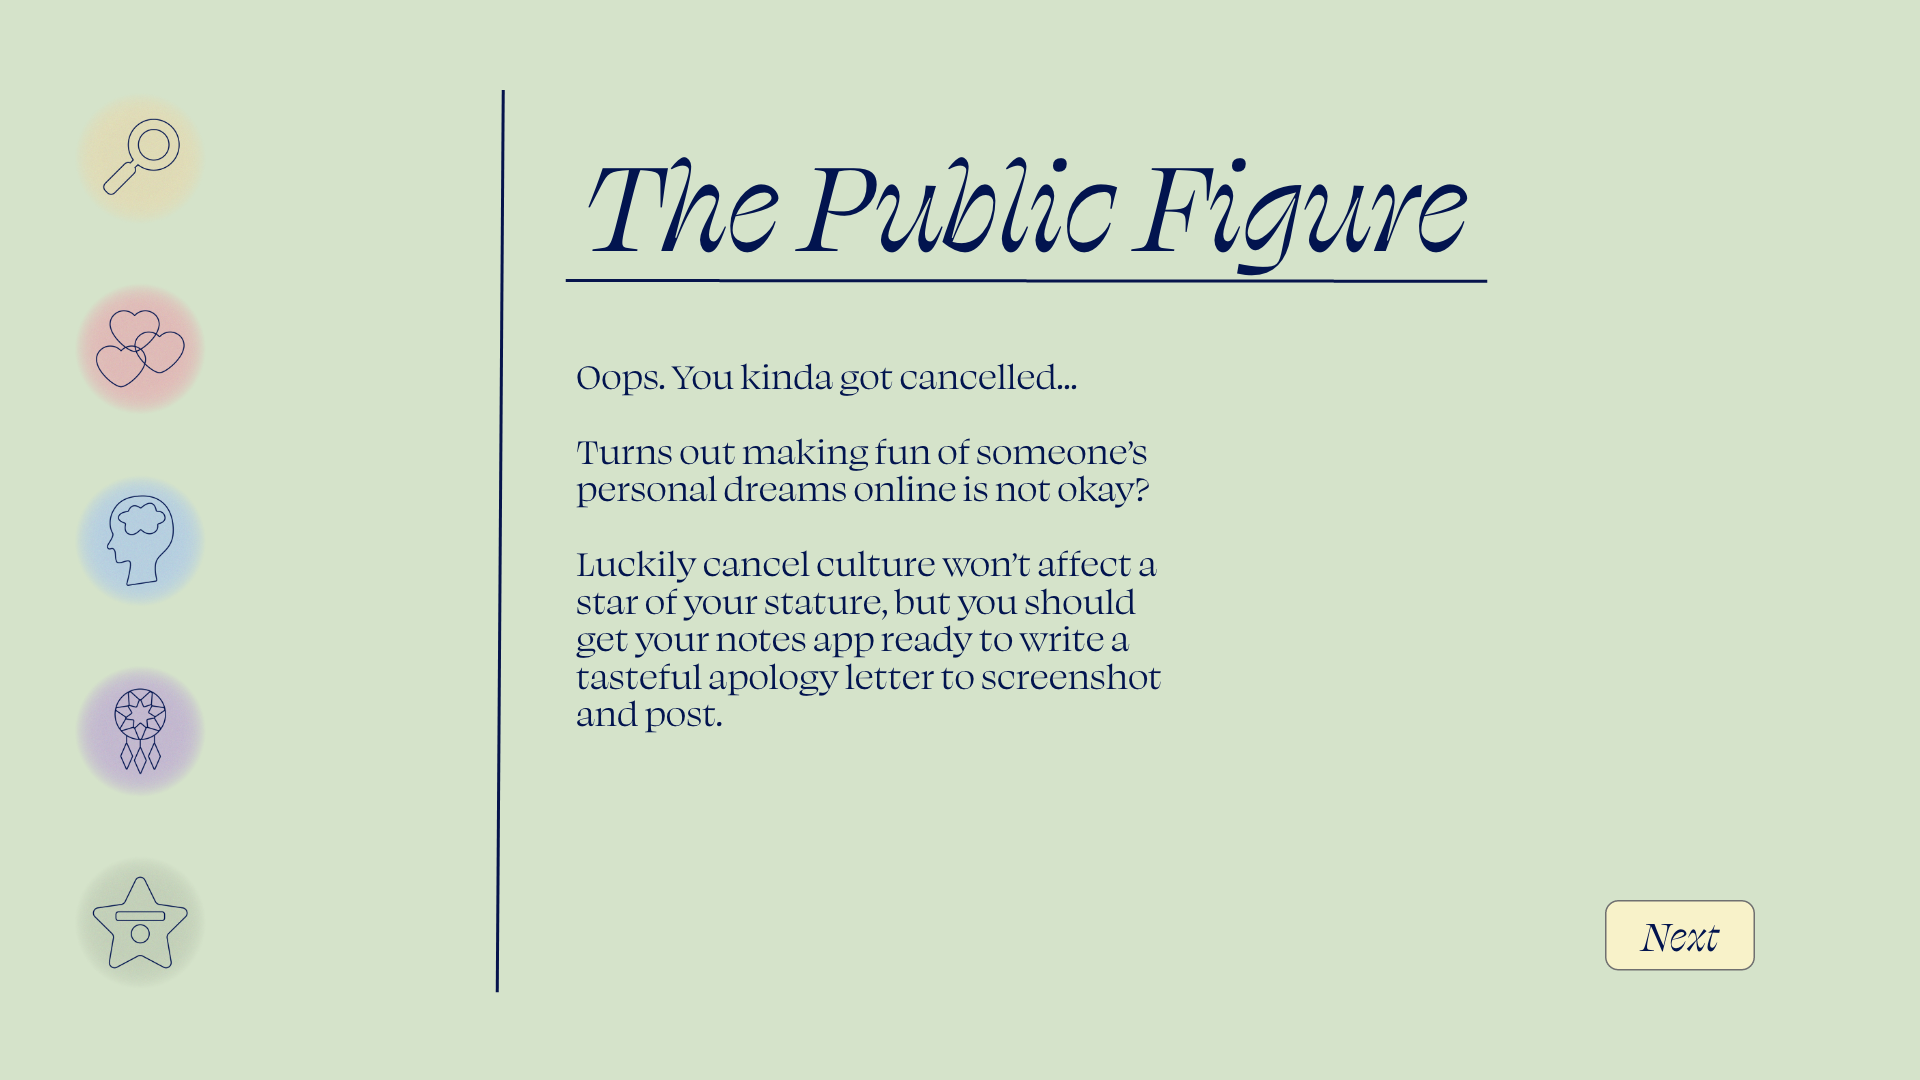 The Public Figure
Oops. You kinda got cancelled...
Turns out making fun of someone’s
personal dreams online is not okay?
Luckily cancel culture won’t affect a
star of your stature, but you should
get your notes app ready to write a
tasteful apology letter to screenshot
and post.
Next